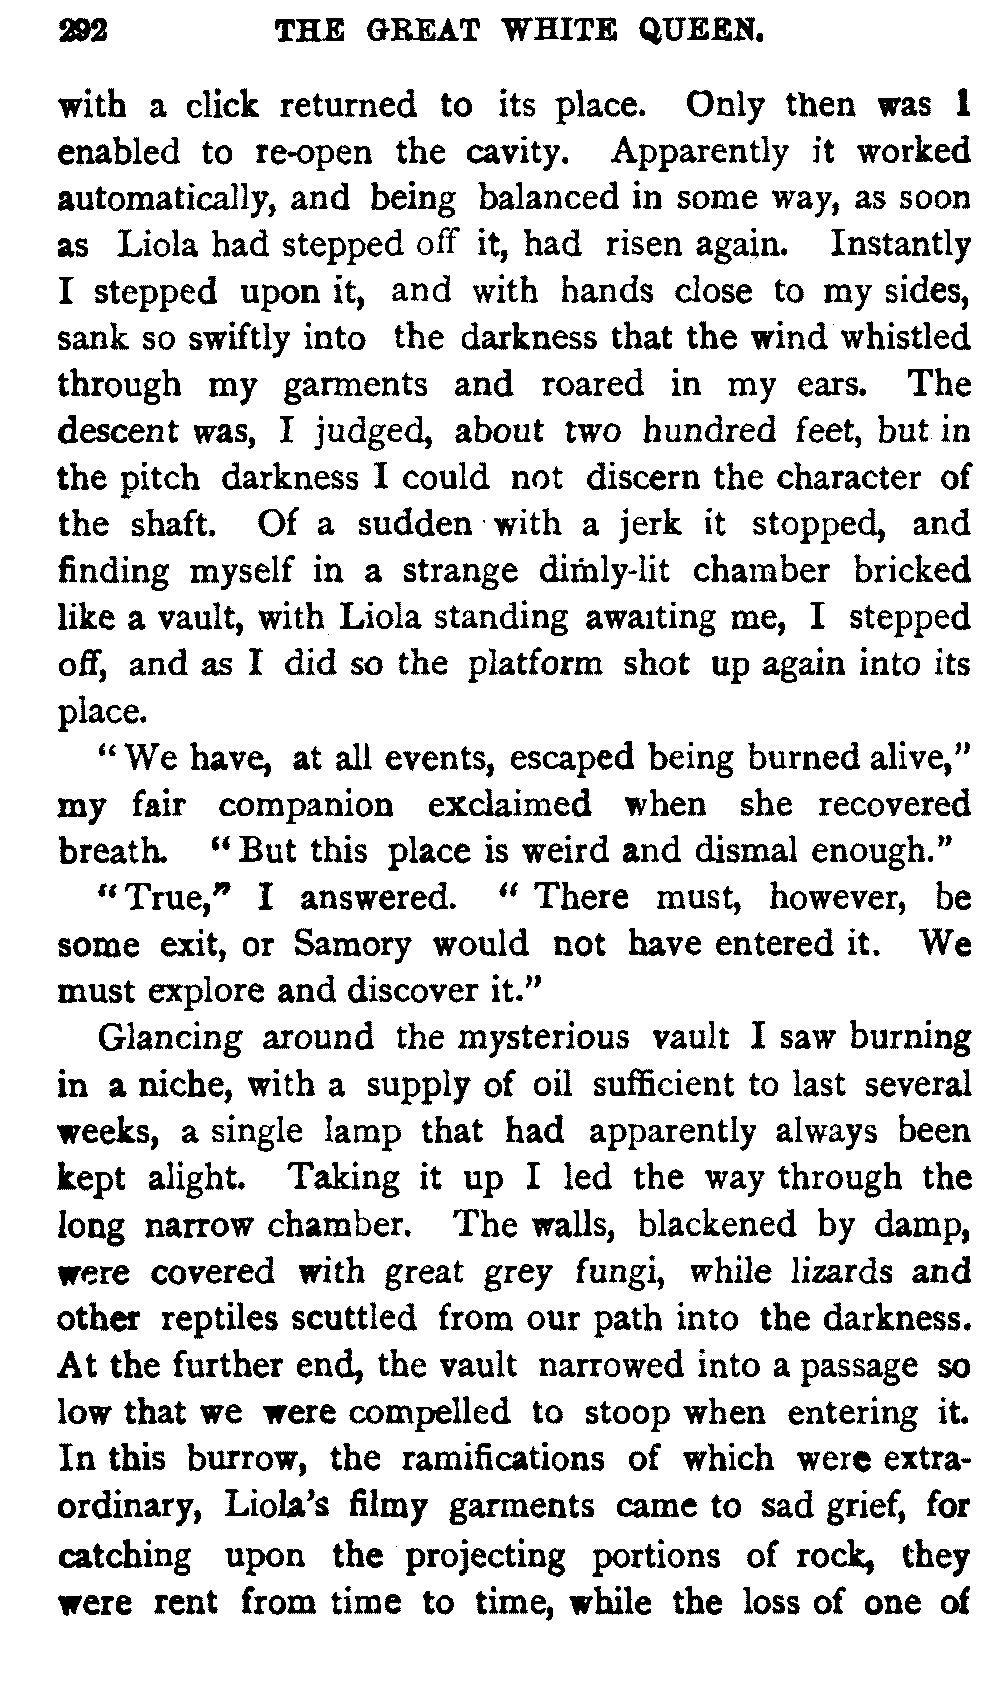 292 THE GREAT WHITE QUEEN.
with a click returned to its place. Only then was I
enabled to re-open the cavity. Apparently it worked
automatically, and being balanced in some way, as soon
as Liola had stepped off it, had risen again. Instantly
I stepped upon it, and with hands close to my sides,
sank so swiftly into the darkness that the wind whistled
through my garments and roared in my ears. The
descent was, I judged, about two hundred feet, but in
the pitch darkness I could not discern the character of
the shaft. Of a sudden with a jerk it stopped, and
finding myself in a strange dimly-lit chamber bricked
like a vault, with Liola standing awaiting me, I stepped
off, and as I did so the platform shot up again into its
place.
"We have, at all events, escaped being burned alive,"
my fair companion exclaimed when she recovered
breath. "But this place is weird and dismal enough."
"True," I answered. "There must, however, be
some exit, or Samory would not have entered it. We
must explore and discover it."
Glancing around the mysterious vault I saw burning
in a niche, with a supply of oil sufficient to last several
weeks, a single lamp that had apparently always been
kept alight. Taking it up I led the way through the
long narrow chamber. The walls, blackened by damp,
were covered with great grey fungi, while lizards and
other reptiles scuttled from our path into the darkness.
At the further end, the vault narrowed into a passage so
low that we were compelled to stoop when entering it.
In this burrow, the ramifications of which were extra-
ordinary, Liola's filmy garments came to sad grief, for
catching upon the projecting portions of rock, they
were rent from time to time, while the loss of one of